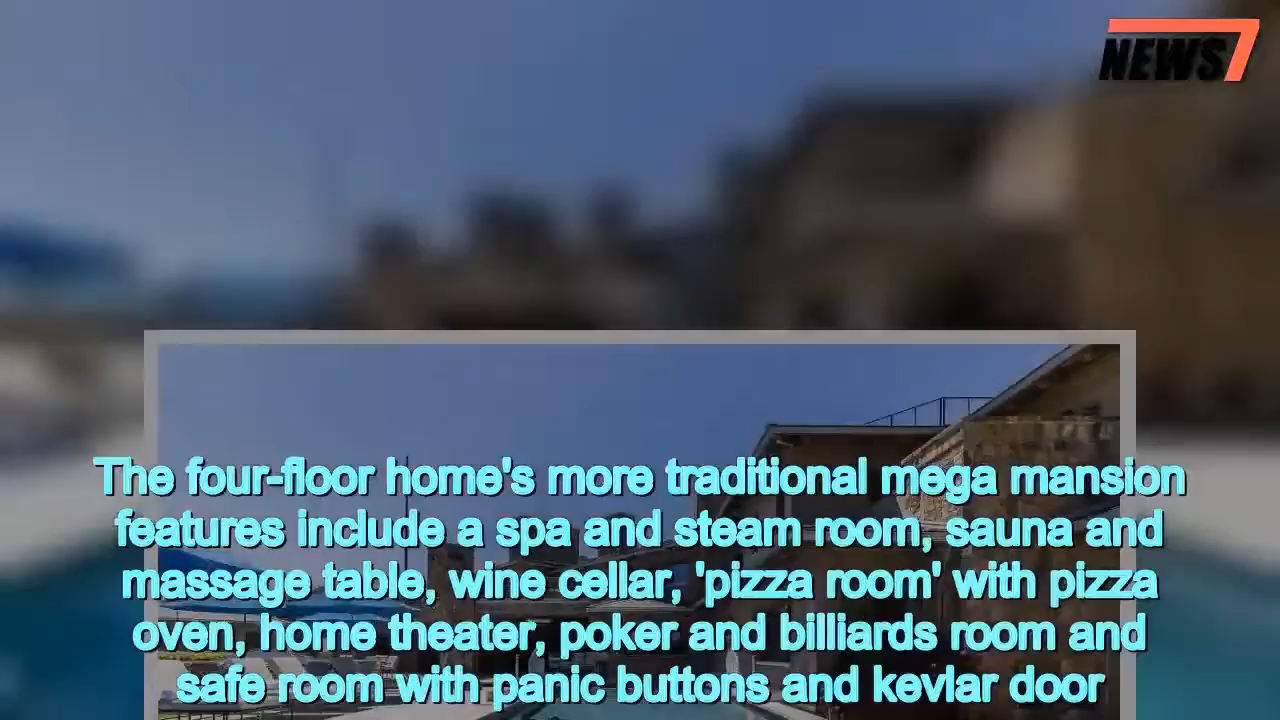 NEWS 7
The four-floor home's more traditional mega mansion
features include a spa and steam room, sauna and
massage table, wine cellar, 'pizza room' with pizza
oven, home theater, poker and billiards room and
safe room with panic buttons and kevlar door